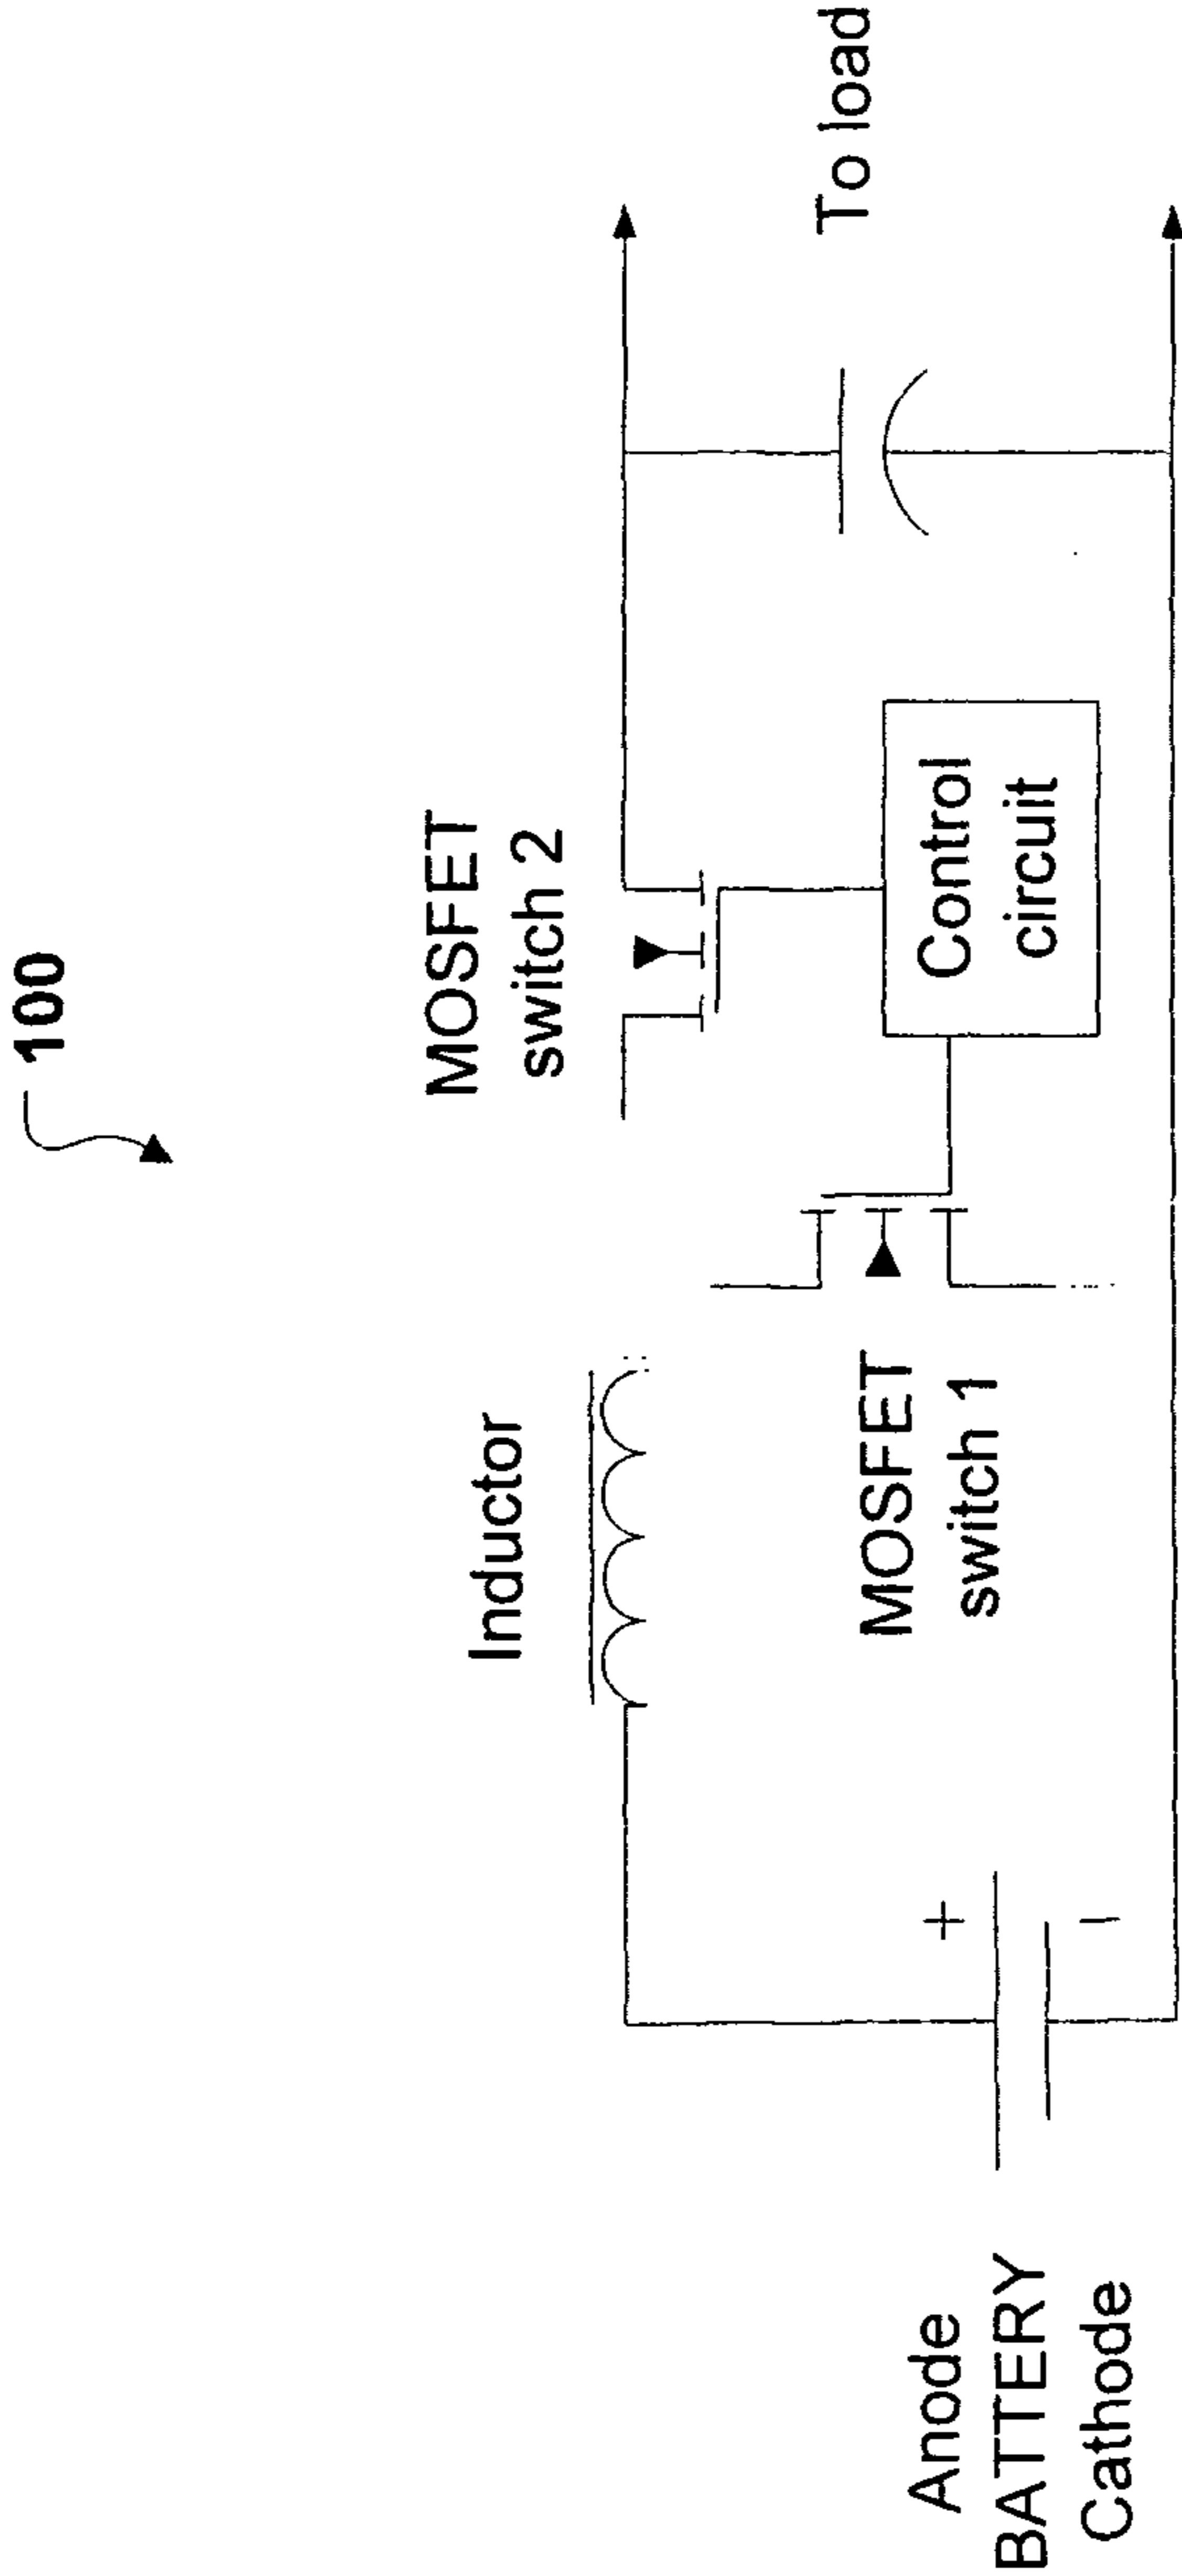 100
MOSFET
switch 2
Inductor
To load
MOSFET
switch 1
Control
circuit
+
−
Anode
BATTERY
Cathode